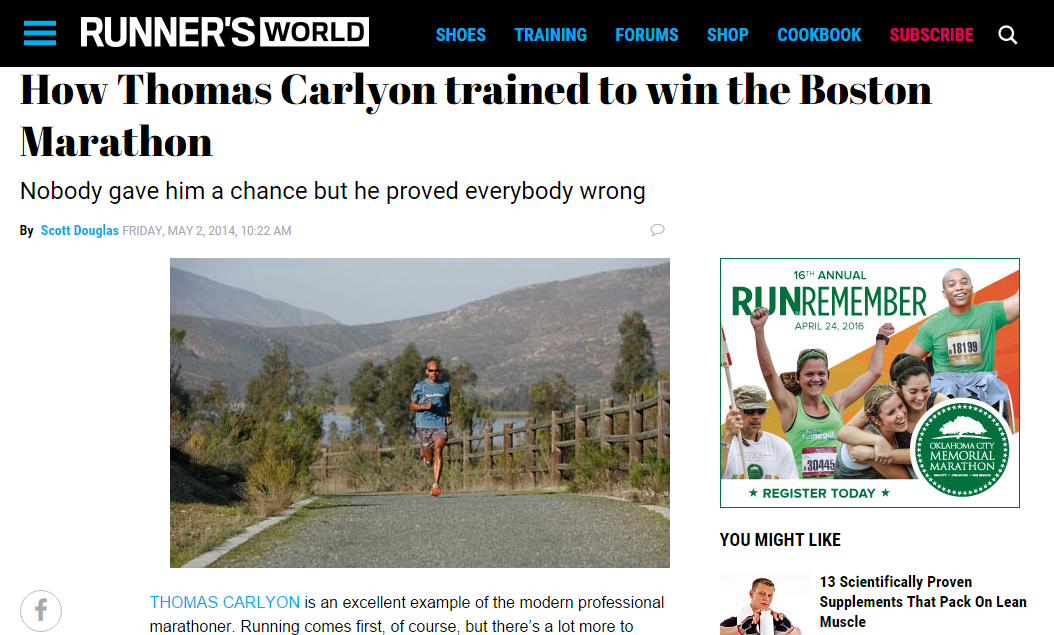 RUNNER'S WORLD
SHOES TRAINING FORUMS SHOP COOKBOOK SUBSCRIBE
How Thomas Carlyon trained to win the Boston
Marathon
Nobody gave him a chance but he proved everybody wrong
By Scott Douglas FRIDAY, MAY 2, 2014, 10:22 AM
16TH ANNUAL
RUN REMEMBER
APRIL 24, 2016
18199
30445
OKLAHOMA CITY
MEMORIAL
MARATHON
★ REGISTER TODAY ★
YOU MIGHT LIKE
13 Scientifically Proven
Supplements That Pack On Lean
Muscle
f
THOMAS CARLYON is an excellent example of the modern professional
marathoner. Running comes first, of course, but there's a lot more to